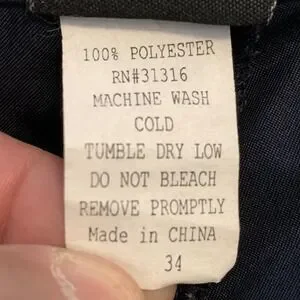 100% POLYESTER
RN#31316
MACHINE WASH
COLD
TUMBLE DRY LOW
DO NOT BLEACH
REMOVE PROMPTLY
Made in CHINA
34